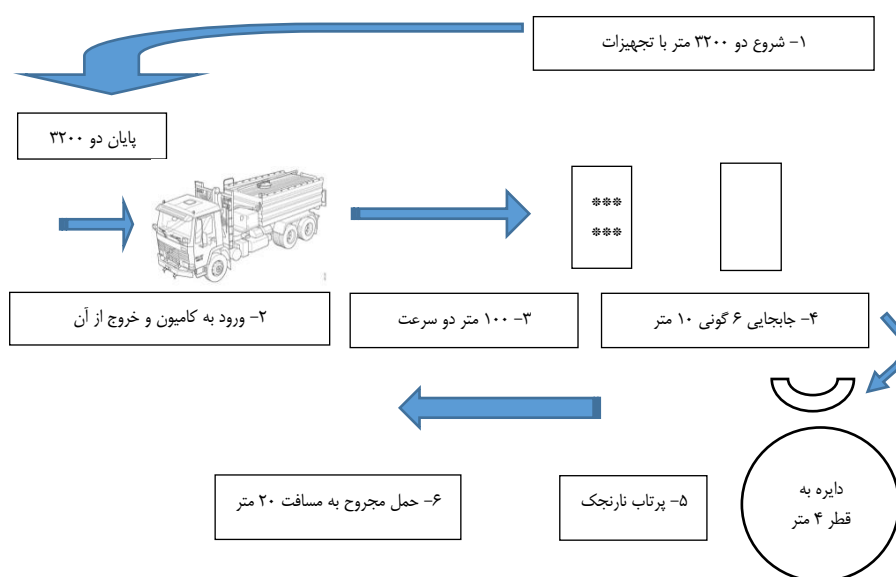 ۱- شروع دو ۳۲۰۰ متر با تجهیزات
پایان دو ۳۲۰۰
۲- ورود به کامیون و خروج از آن
۳- ۱۰۰ متر دو سرعت
۴- جابجایی ۶ گونی ۱۰ متر
دایره به
قطر ۴ متر
۵- پرتاب نارنجک
۶- حمل مجروح به مسافت ۲۰ متر